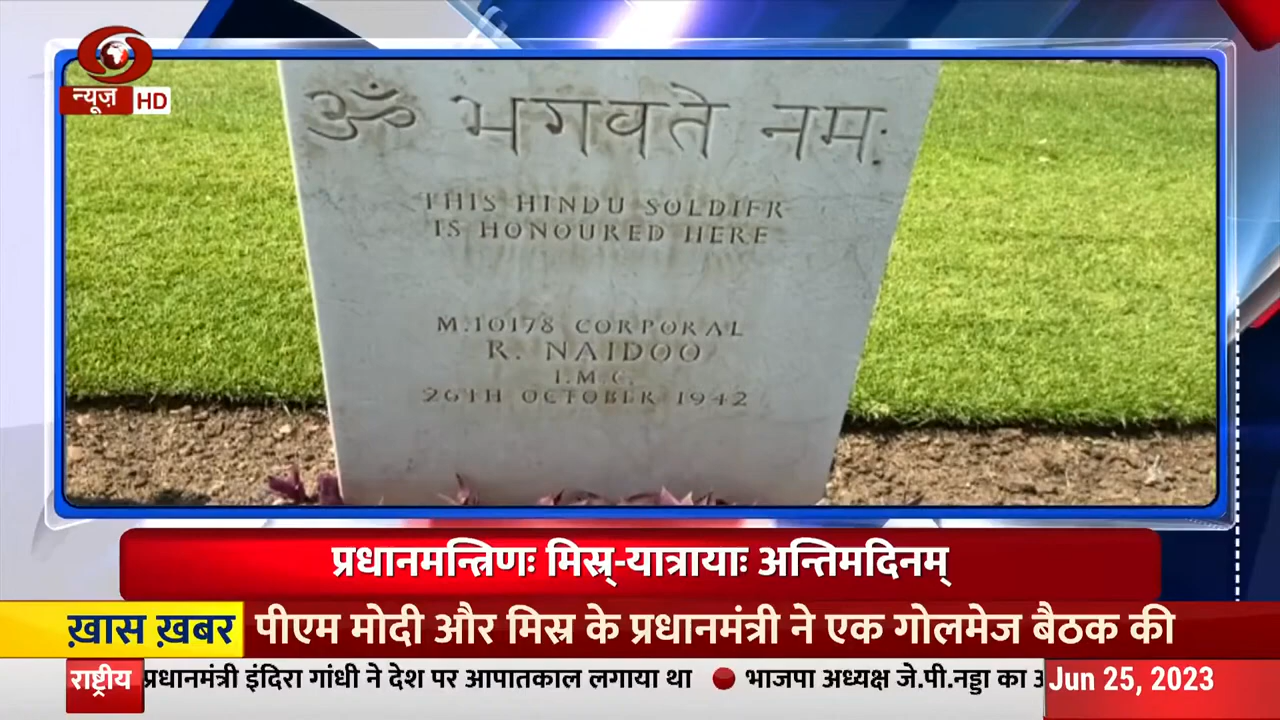 न्यूज़ HD
ॐ भगवते नमः
THIS HINDU SOLDIER
IS HONOURED HERE
M.10178 CORPORAL
R. NAIDOO
I.M.C.
26TH OCTOBER 1942
प्रधानमन्त्रिणः मिस्र्-यात्रायाः अन्तिमदिनम्
ख़ास ख़बर पीएम मोदी और मिस्र के प्रधानमंत्री ने एक गोलमेज बैठक की
राष्ट्रीय प्रधानमंत्री इंदिरा गांधी ने देश पर आपातकाल लगाया था भाजपा अध्यक्ष जे.पी.नड्डा का Jun 25, 2023